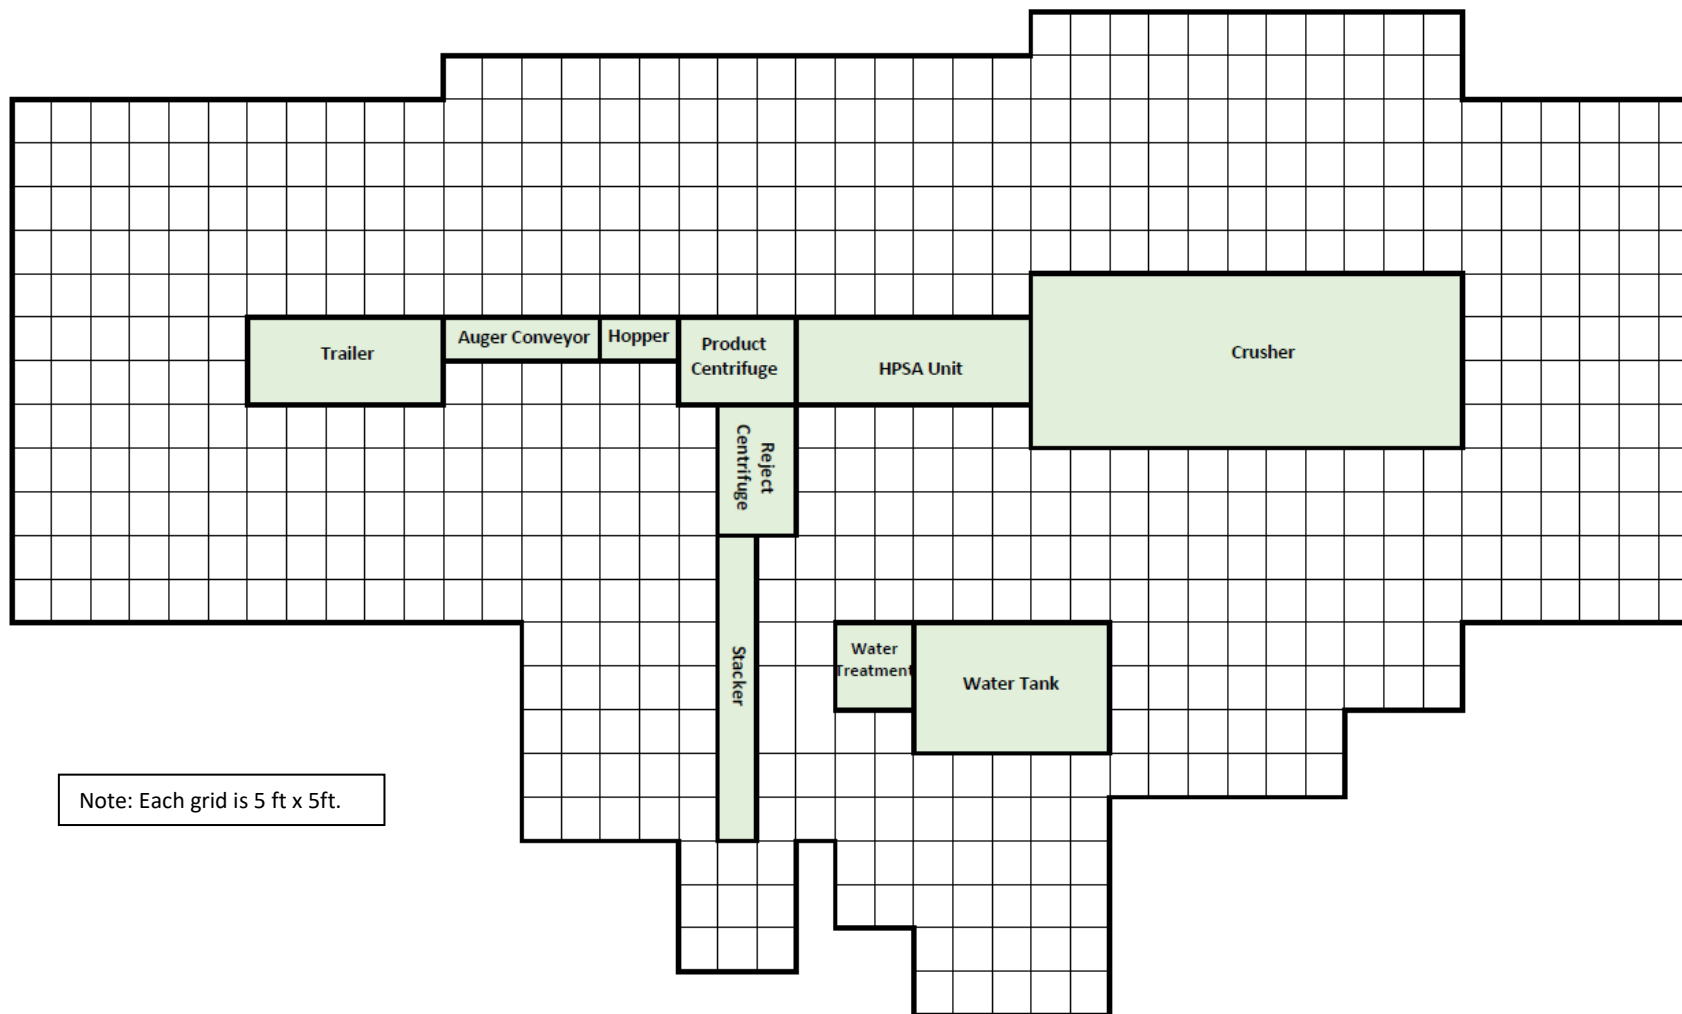 Trailer
Auger Conveyor
Hopper
Product
Centrifuge
HPSA Unit
Crusher
Reject
Centrifuge
Stacker
Water
Treatment
Water Tank
Note: Each grid is 5 ft x 5ft.